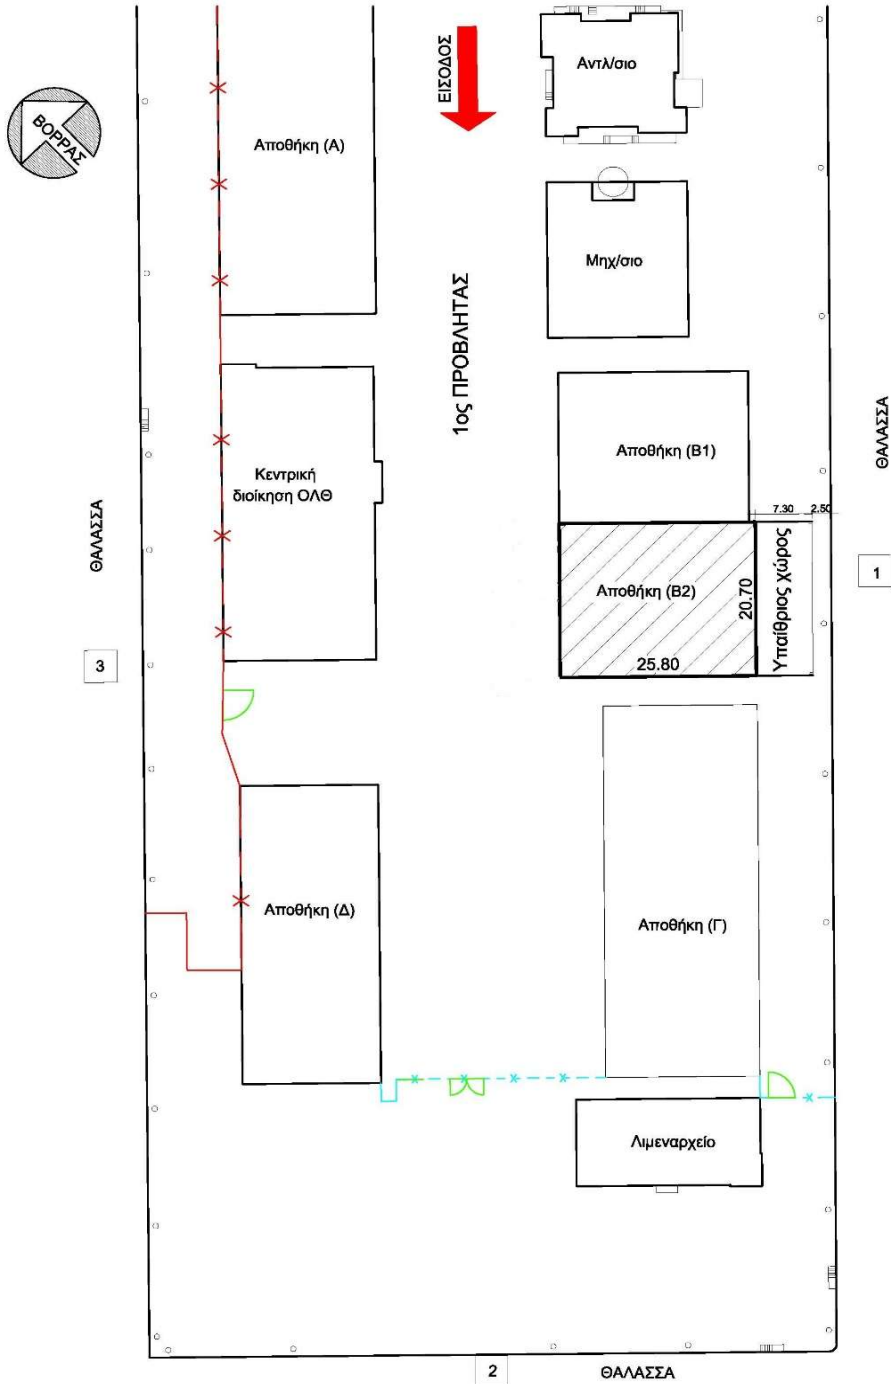 ΕΙΣΟΔΟΣ
Αντλ/σιο
ΒΟΡΡΑΣ
Αποθήκη (Α)
Μηχ/σιο
1ος ΠΡΟΒΛΗΤΑΣ
ΘΑΛΑΣΣΑ
Αποθήκη (Β1)
Κεντρική
διοίκηση ΟΛΘ
7.30 2.50
ΘΑΛΑΣΣΑ
1
Αποθήκη (Β2)
20.70
Υπαίθριος Χώρος
25.80
3
Αποθήκη (Δ)
Αποθήκη (Γ)
Λιμεναρχείο
2
ΘΑΛΑΣΣΑ